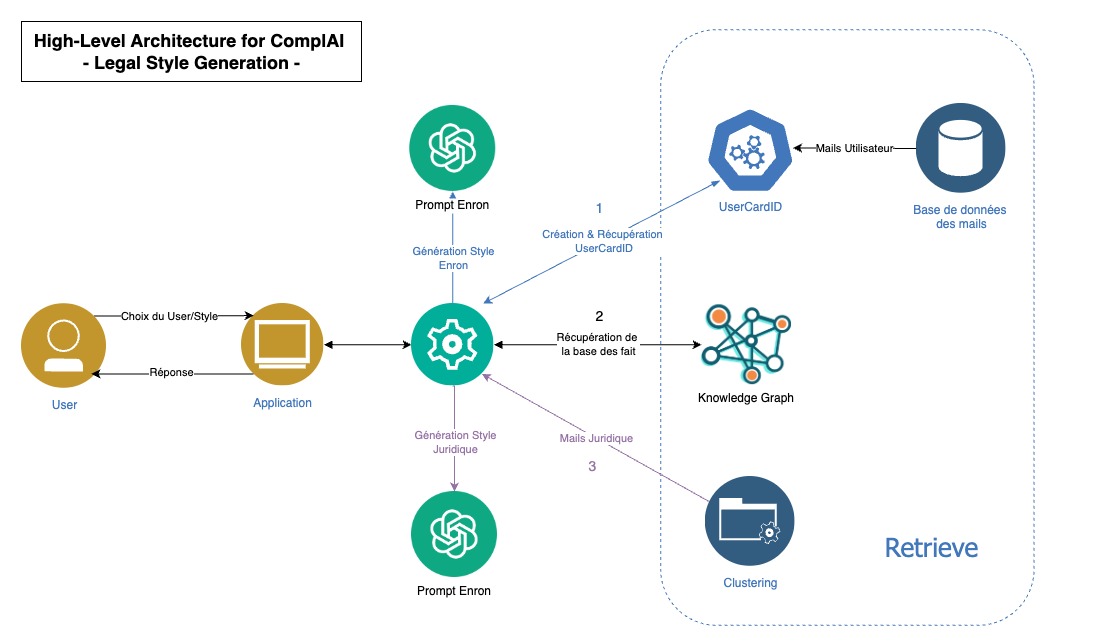 High-Level Architecture for ComplAI
- Legal Style Generation -
Prompt Enron
Mails Utilisateur
UserCardID
Base de données
des mails
1
Création & Récupération
UserCardID
Génération Style
Enron
Choix du User/Style
Réponse
User
Application
2
Récupération de
la base des fait
Knowledge Graph
Génération Style
Juridique
Mails Juridique
3
Prompt Enron
Clustering
Retrieve